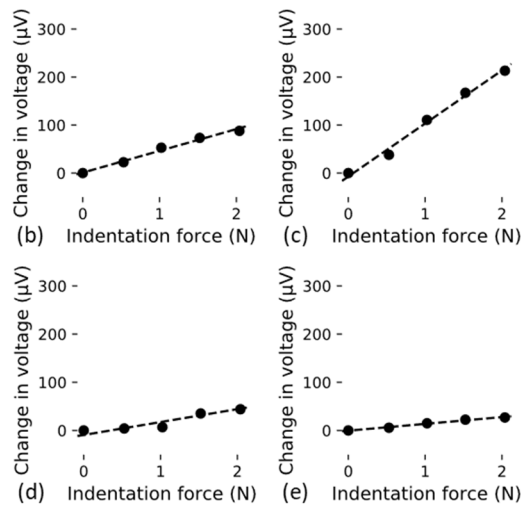 Change in voltage (µV)
300
200
100
0
0 1 2
(b) Indentation force (N)
Change in voltage (µV)
300
200
100
0
0 1 2
(c) Indentation force (N)
Change in voltage (µV)
300
200
100
0
0 1 2
(d) Indentation force (N)
Change in voltage (µV)
300
200
100
0
0 1 2
(e) Indentation force (N)